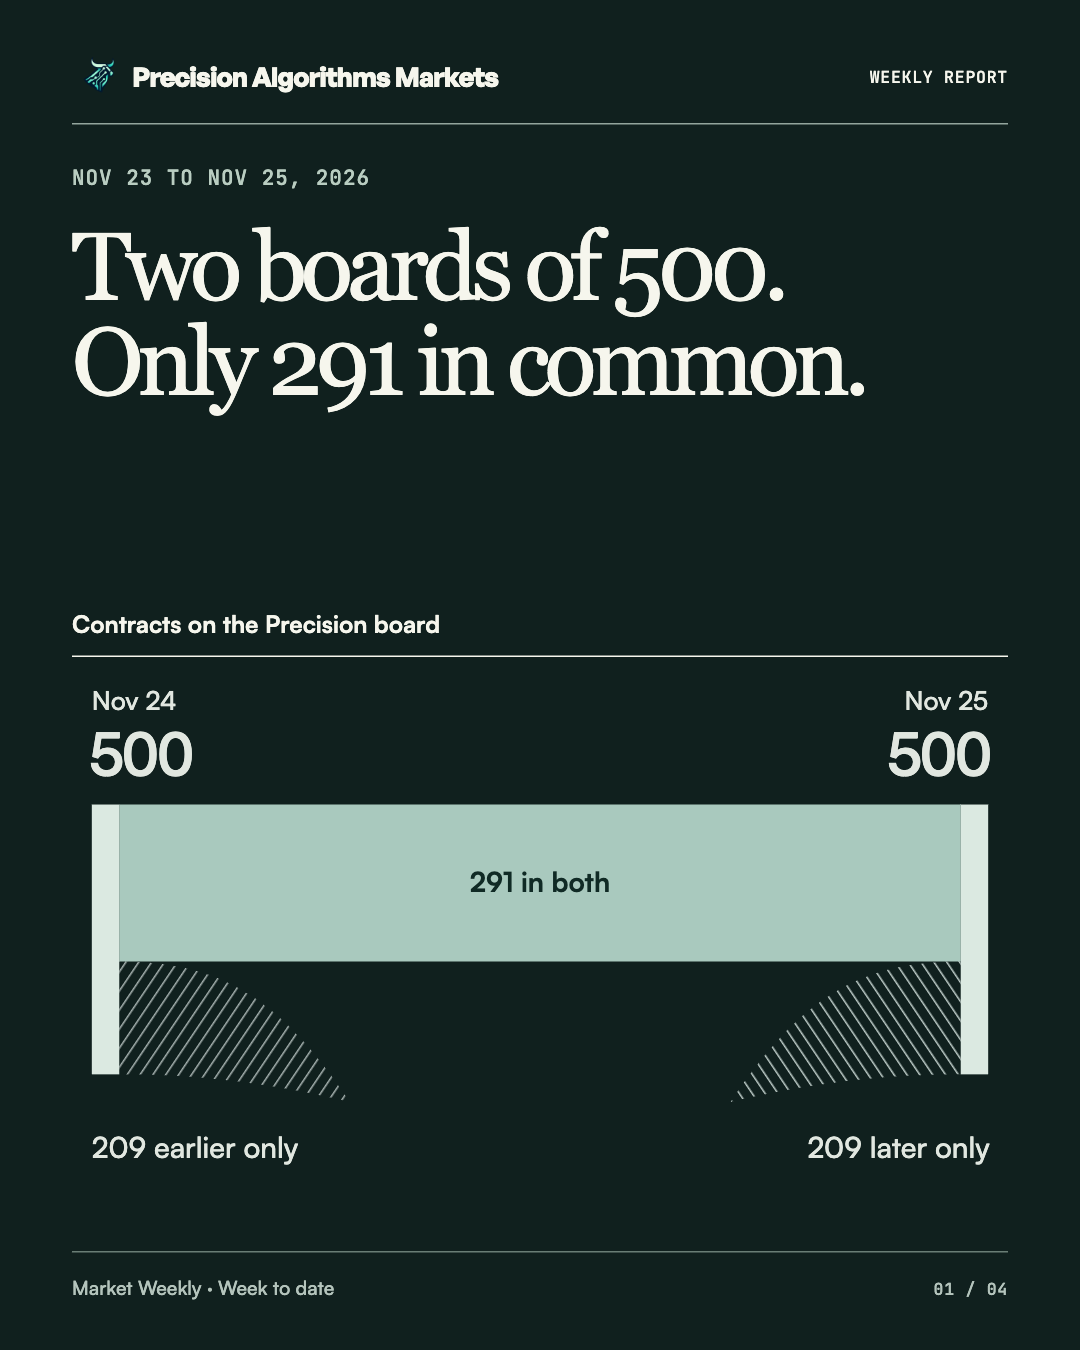 Precision Algorithms Markets
WEEKLY REPORT
NOV 23 TO NOV 25, 2026
Two boards of 500.
Only 291 in common.
Contracts on the Precision board
Nov 24
Nov 25
500
500
291 in both
209 earlier only
209 later only
Market Weekly · Week to date
01 / 04